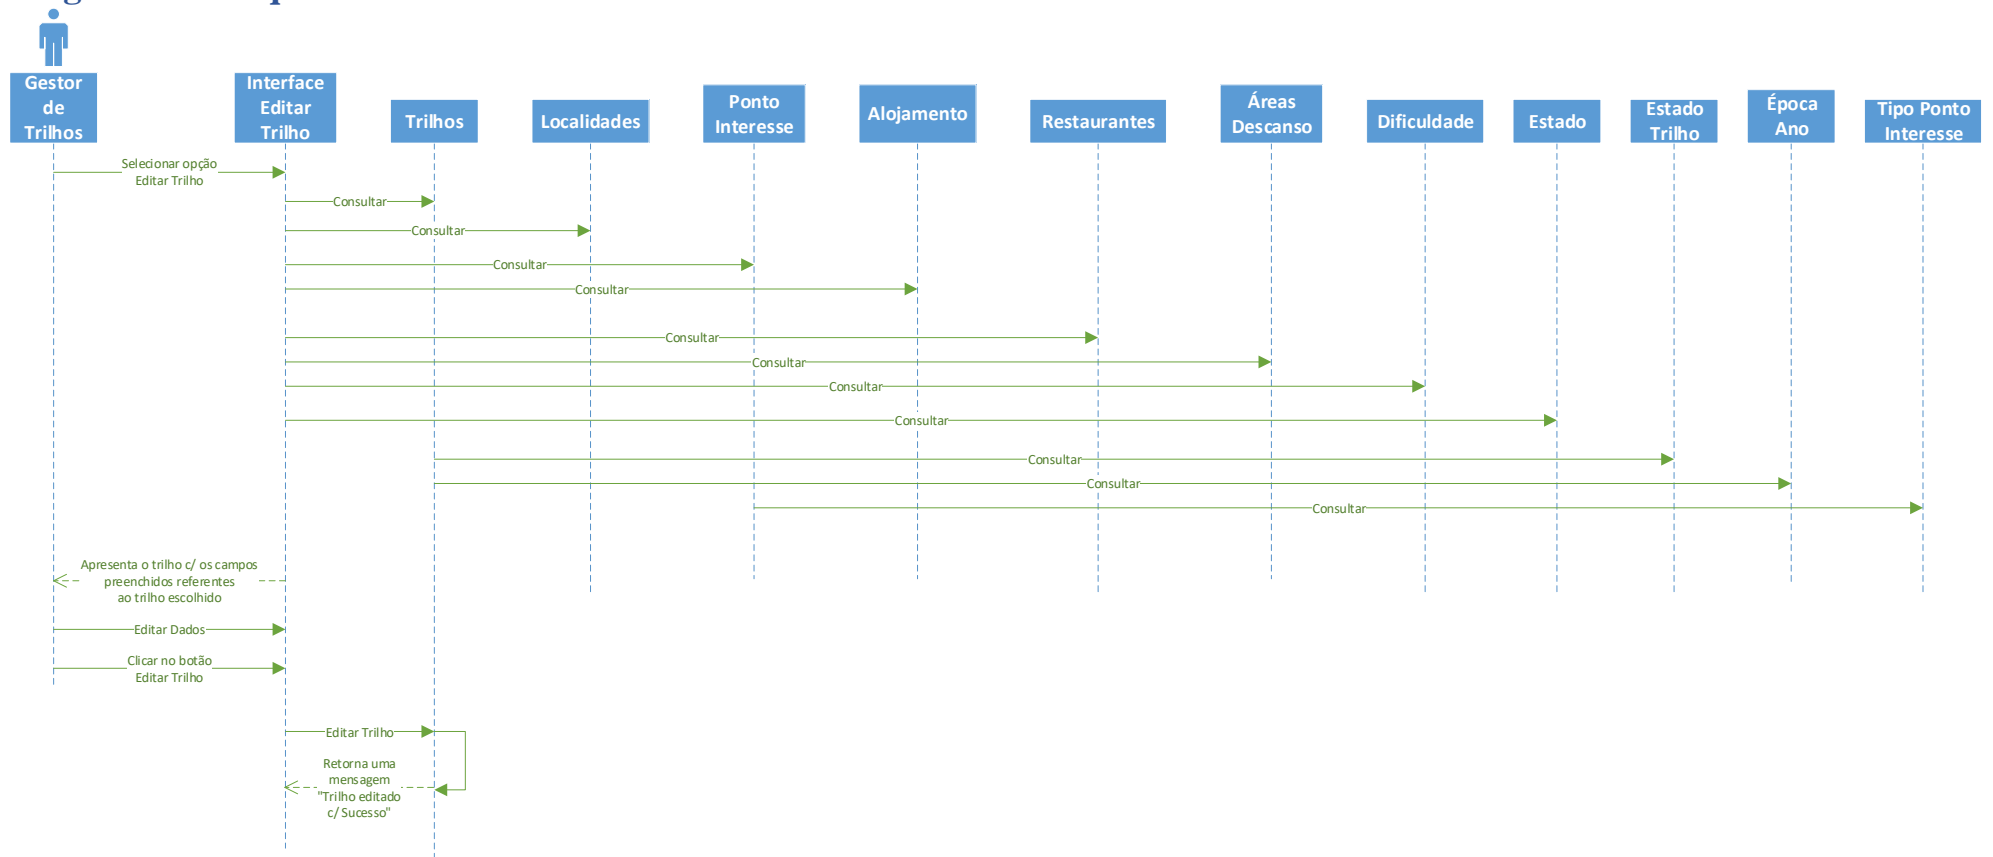 Gestor
de
Trilhos
Interface
Editar
Trilho
Trilhos
Localidades
Ponto
Interesse
Alojamento
Restaurantes
Áreas
Descanso
Dificuldade
Estado
Estado
Trilho
Época
Ano
Tipo Ponto
Interesse
Selecionar opção
Editar Trilho
Consultar
Consultar
Consultar
Consultar
Consultar
Consultar
Consultar
Consultar
Consultar
Consultar
Consultar
Apresenta o trilho c/ os campos
preenchidos referentes
ao trilho escolhido
Editar Dados
Clicar no botão
Editar Trilho
Editar Trilho
Retorna uma
mensagem
"Trilho editado
c/ Sucesso"